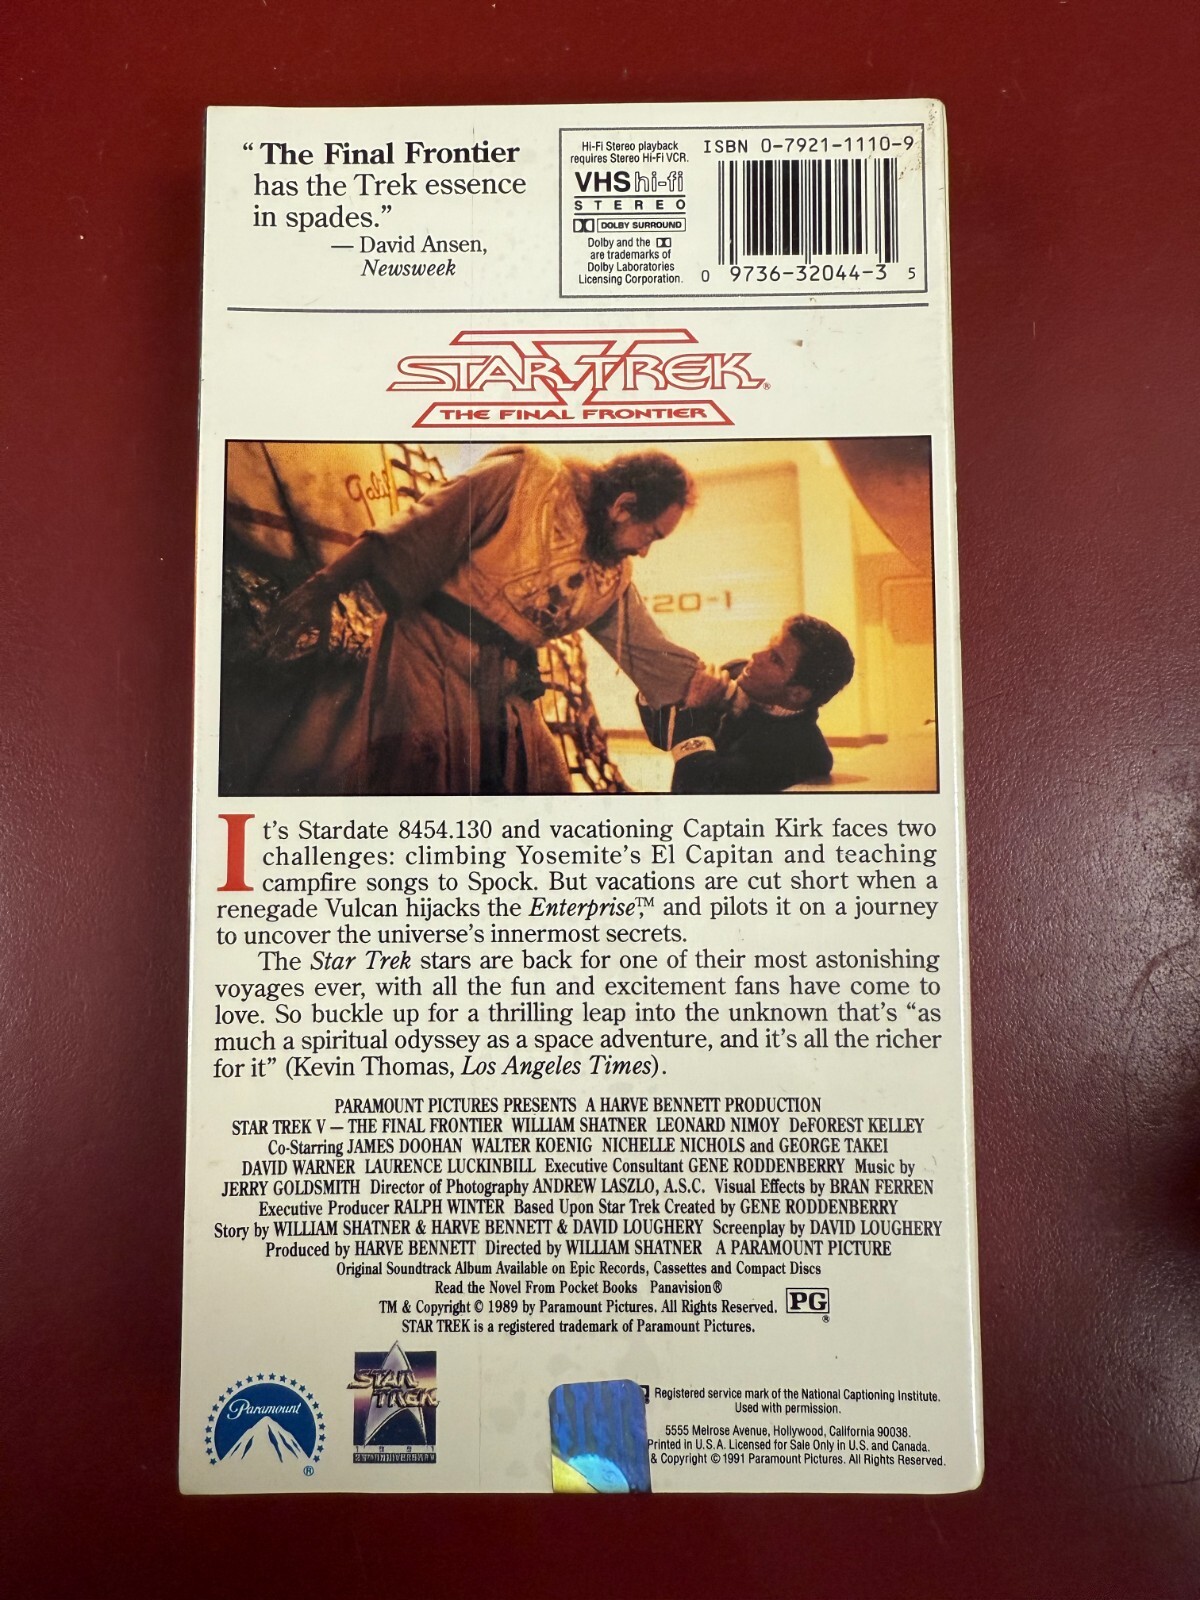 “The Final Frontier
has the Trek essence
in spades.”
— David Ansen,
Newsweek
Hi-Fi Stereo playback
requires Stereo Hi-Fi VCR.
VHS hi-fi
STEREO
DOLBY SURROUND
Dolby and the
are trademarks of
Dolby Laboratories
Licensing Corporation.
ISBN 0-7921-1110-9
0 9736-32044-3 5
V
STAR TREK®
THE FINAL FRONTIER
20-1
It's Stardate 8454.130 and vacationing Captain Kirk faces two
challenges: climbing Yosemite's El Capitan and teaching
campfire songs to Spock. But vacations are cut short when a
renegade Vulcan hijacks the Enterprise,™ and pilots it on a journey
to uncover the universe's innermost secrets.
The Star Trek stars are back for one of their most astonishing
voyages ever, with all the fun and excitement fans have come to
love. So buckle up for a thrilling leap into the unknown that's “as
much a spiritual odyssey as a space adventure, and it's all the richer
for it” (Kevin Thomas, Los Angeles Times).
PARAMOUNT PICTURES PRESENTS A HARVE BENNETT PRODUCTION
STAR TREK V — THE FINAL FRONTIER WILLIAM SHATNER LEONARD NIMOY DeFOREST KELLEY
Co-Starring JAMES DOOHAN WALTER KOENIG NICHELLE NICHOLS and GEORGE TAKEI
DAVID WARNER LAURENCE LUCKINBILL Executive Consultant GENE RODDENBERRY Music by
JERRY GOLDSMITH Director of Photography ANDREW LASZLO, A.S.C. Visual Effects by BRAN FERREN
Executive Producer RALPH WINTER Based Upon Star Trek Created by GENE RODDENBERRY
Story by WILLIAM SHATNER & HARVE BENNETT & DAVID LOUGHERY Screenplay by DAVID LOUGHERY
Produced by HARVE BENNETT Directed by WILLIAM SHATNER A PARAMOUNT PICTURE
Original Soundtrack Album Available on Epic Records, Cassettes and Compact Discs
Read the Novel From Pocket Books Panavision®
TM & Copyright © 1989 by Paramount Pictures. All Rights Reserved.
PG®
STAR TREK is a registered trademark of Paramount Pictures.
Paramount®
STAR TREK
1991
Registered service mark of the National Captioning Institute.
Used with permission.
5555 Melrose Avenue, Hollywood, California 90038.
Printed in U.S.A. Licensed for Sale Only in U.S. and Canada.
& Copyright © 1991 Paramount Pictures. All Rights Reserved.